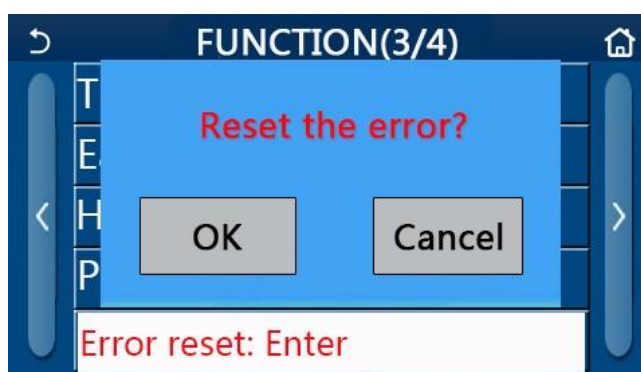 FUNCTION(3/4)
T
Reset the error?
E
H
OK
Cancel
P
Error reset: Enter